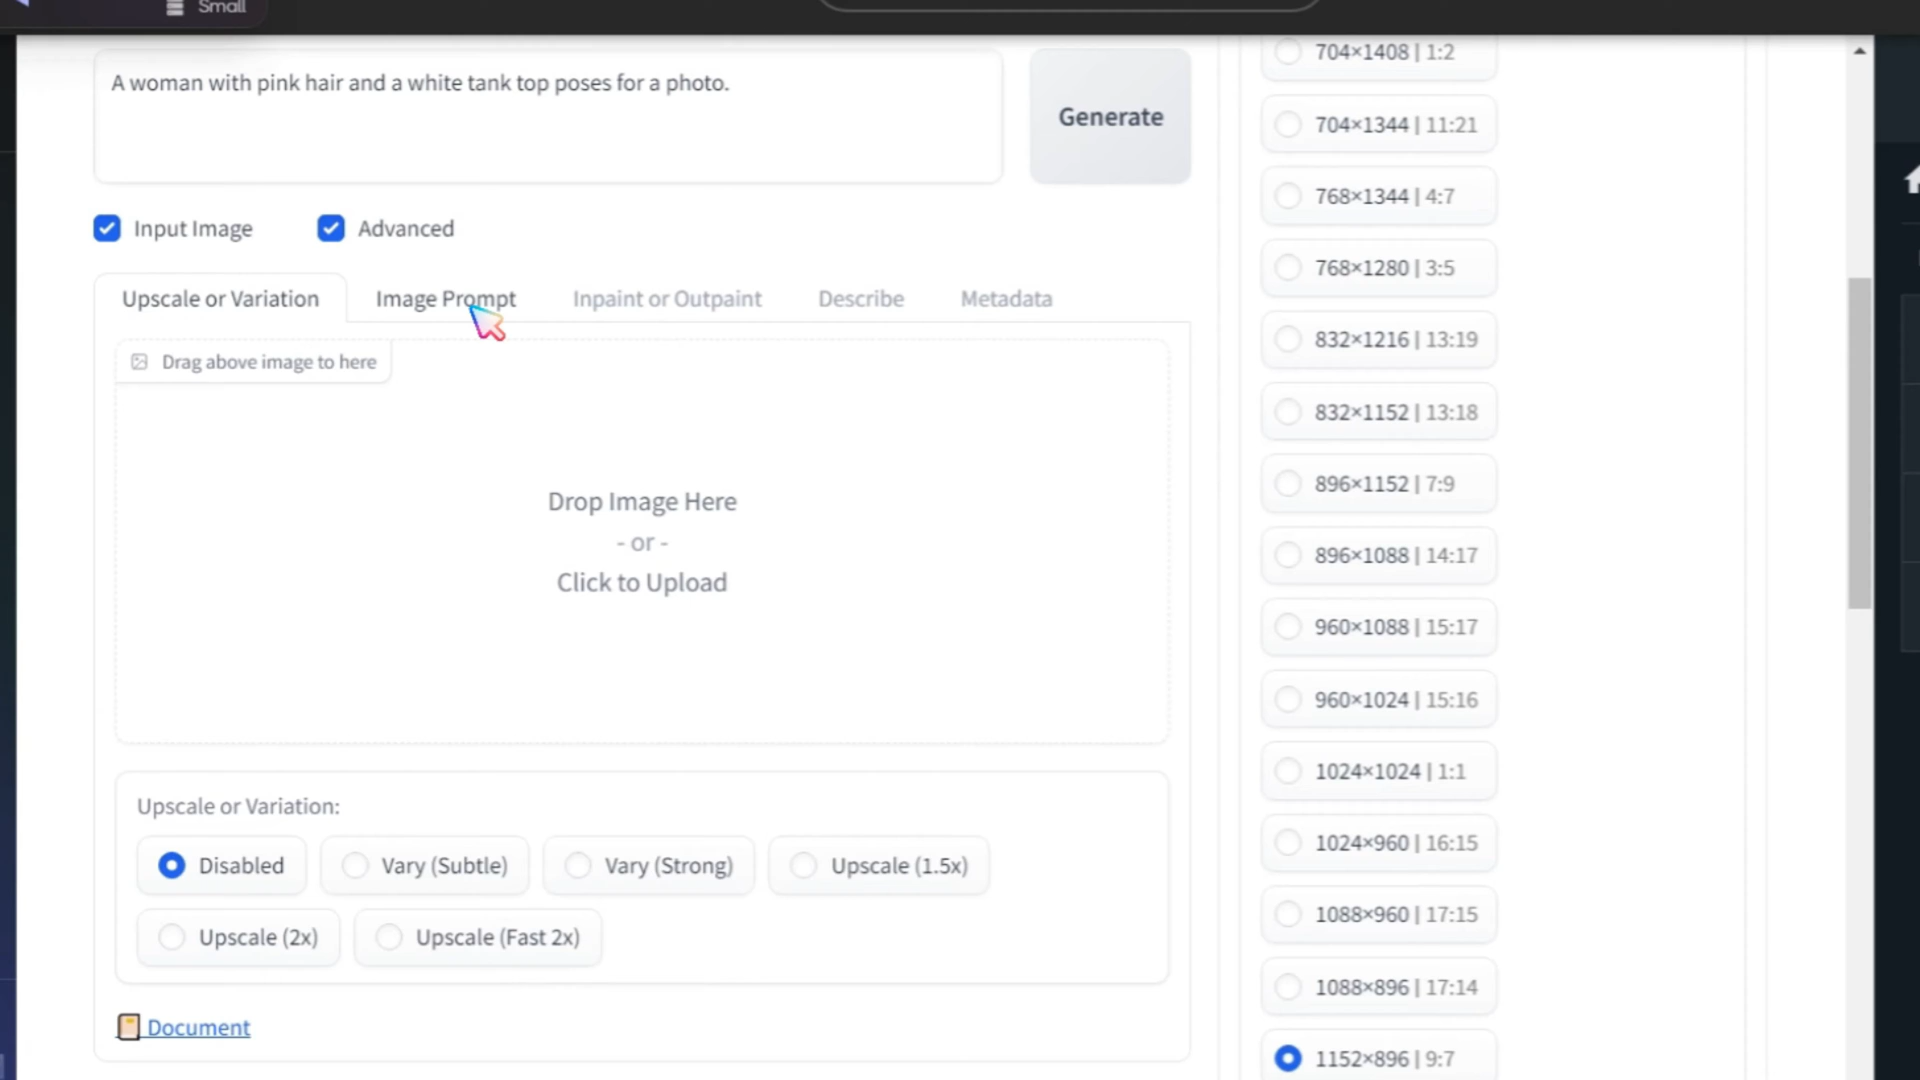 Small
A woman with pink hair and a white tank top poses for a photo.
Generate
Input Image
Advanced
Upscale or Variation
Image Prompt
Inpaint or Outpaint
Describe
Metadata
Drag above image to here
Drop Image Here
- or -
Click to Upload
Upscale or Variation:
Disabled
Vary (Subtle)
Vary (Strong)
Upscale (1.5x)
Upscale (2x)
Upscale (Fast 2x)
Document
704×1408 | 1:2
704×1344 | 11:21
768×1344 | 4:7
768×1280 | 3:5
832×1216 | 13:19
832×1152 | 13:18
896×1152 | 7:9
896×1088 | 14:17
960×1088 | 15:17
960×1024 | 15:16
1024×1024 | 1:1
1024×960 | 16:15
1088×960 | 17:15
1088×896 | 17:14
1152×896 | 9:7